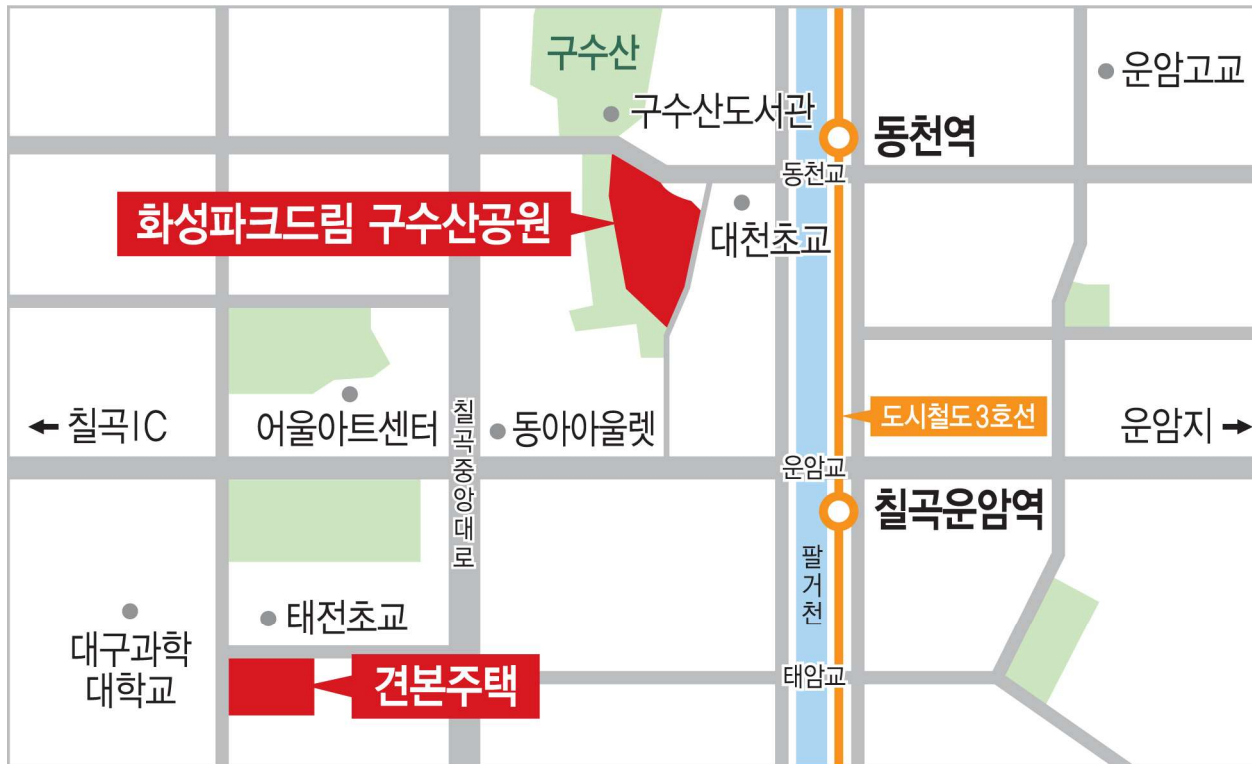 구수산
운암고교
구수산도서관
동천역
동천교
화성파크드림 구수산공원
대천초교
← 칠곡IC
어울아트센터
칠곡중앙대로
동아아울렛
도시철도3호선
운암지 →
운암교
칠곡운암역
팔거천
태전초교
대구과학
대학교
견본주택
태암교